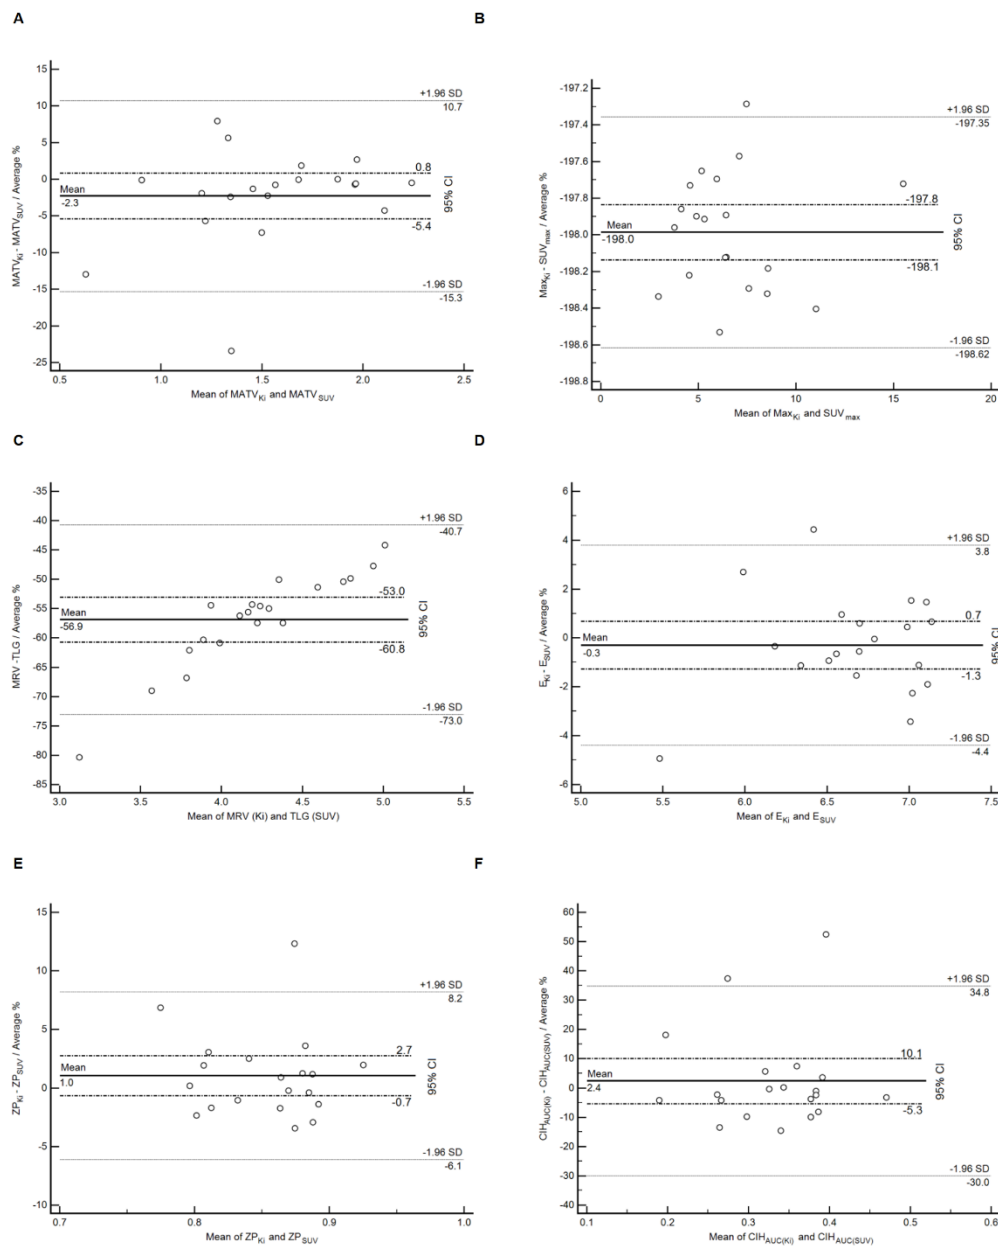 A
15
10
5
0
-5
-10
-15
-20
-25
0.5
1.0
1.5
2.0
2.5
+1.96 SD
10.7
0.8
Mean
-2.3
-5.4
-1.96 SD
-15.3
95% CI
MATVKi - MATVSUV / Average %
Mean of MATVKi and MATVSUV
B
-197.2
-197.4
-197.6
-197.8
-198.0
-198.2
-198.4
-198.6
-198.8
0
5
10
15
20
+1.96 SD
-197.35
-197.8
Mean
-198.0
-198.1
-1.96 SD
-198.62
95% CI
MaxKi - SUVmax / Average %
Mean of MaxKi and SUVmax
C
-35
-40
-45
-50
-55
-60
-65
-70
-75
-80
-85
3.0
3.5
4.0
4.5
5.0
5.5
+1.96 SD
-40.7
-53.0
Mean
-56.9
-60.8
-1.96 SD
-73.0
95% CI
MRV -TLG / Average %
Mean of MRV (Ki) and TLG (SUV)
D
6
4
2
0
-2
-4
-6
5.0
5.5
6.0
6.5
7.0
7.5
+1.96 SD
3.8
0.7
Mean
-0.3
-1.3
-1.96 SD
-4.4
95% CI
EKi - ESUV / Average %
Mean of EKi and ESUV
E
15
10
5
0
-5
-10
0.7
0.8
0.9
1.0
+1.96 SD
8.2
2.7
Mean
1.0
-0.7
-1.96 SD
-6.1
95% CI
ZPKi - ZPSUV / Average %
Mean of ZPKi and ZPSUV
F
60
50
40
30
20
10
0
-10
-20
-30
-40
0.1
0.2
0.3
0.4
0.5
0.6
+1.96 SD
34.8
10.1
Mean
2.4
-5.3
-1.96 SD
-30.0
95% CI
CIHAUC(Ki) - CIHAUC(SUV) / Average %
Mean of CIHAUC(Ki) and CIHAUC(SUV)